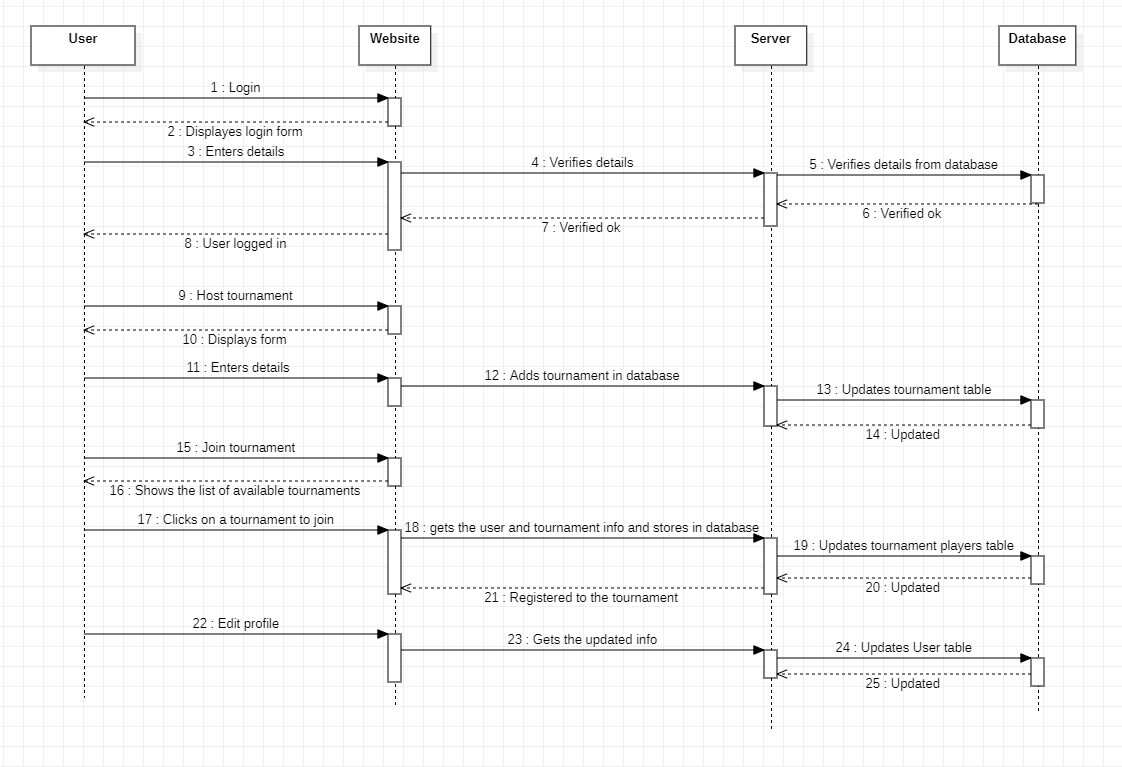 User
Website
Server
Database
1 : Login
2 : Displayes login form
3 : Enters details
4 : Verifies details
5 : Verifies details from database
6 : Verified ok
7 : Verified ok
8 : User logged in
9 : Host tournament
10 : Displays form
11 : Enters details
12 : Adds tournament in database
13 : Updates tournament table
14 : Updated
15 : Join tournament
16 : Shows the list of available tournaments
17 : Clicks on a tournament to join
18 : gets the user and tournament info and stores in database
19 : Updates tournament players table
20 : Updated
21 : Registered to the tournament
22 : Edit profile
23 : Gets the updated info
24 : Updates User table
25 : Updated